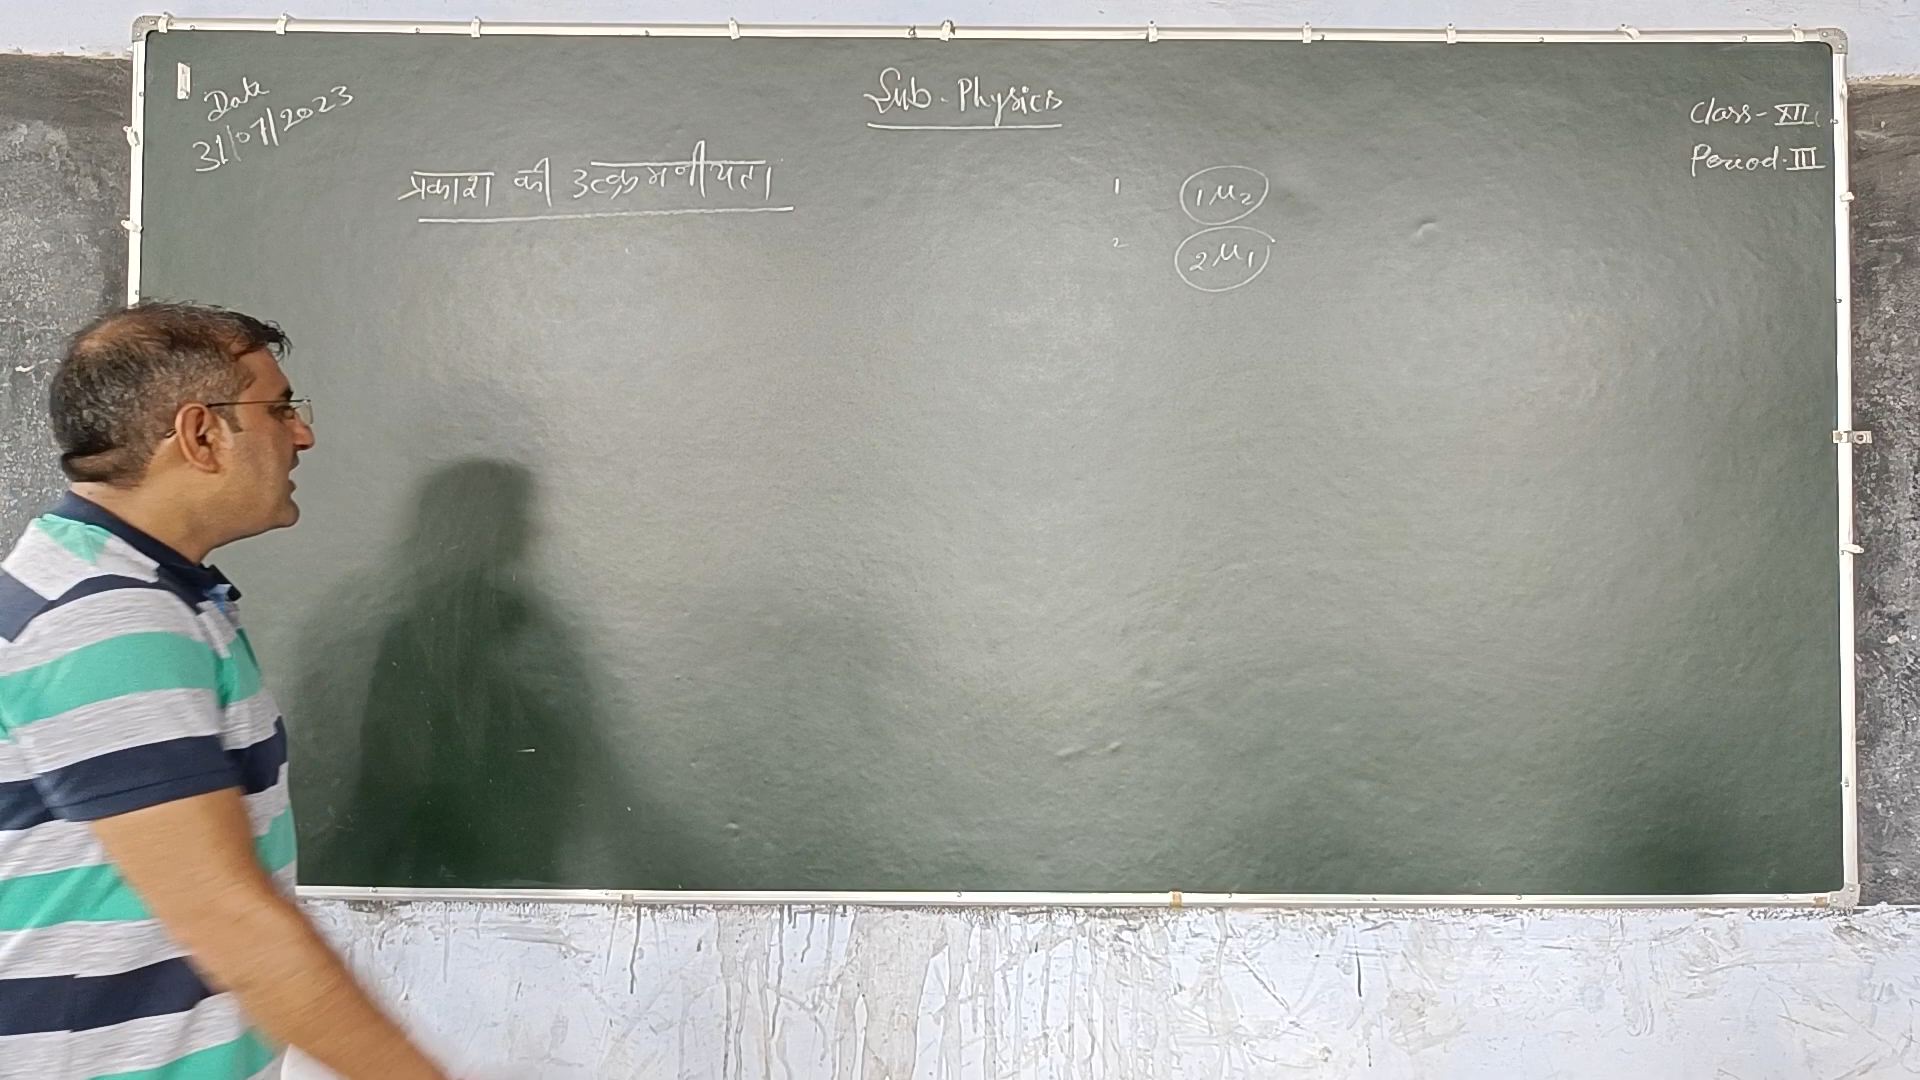 Date
31/07/2023
Sub - Physics
Class - XII
Period - III
प्रकाश की उत्क्रमणीयता
1 1μ2
2 2μ1